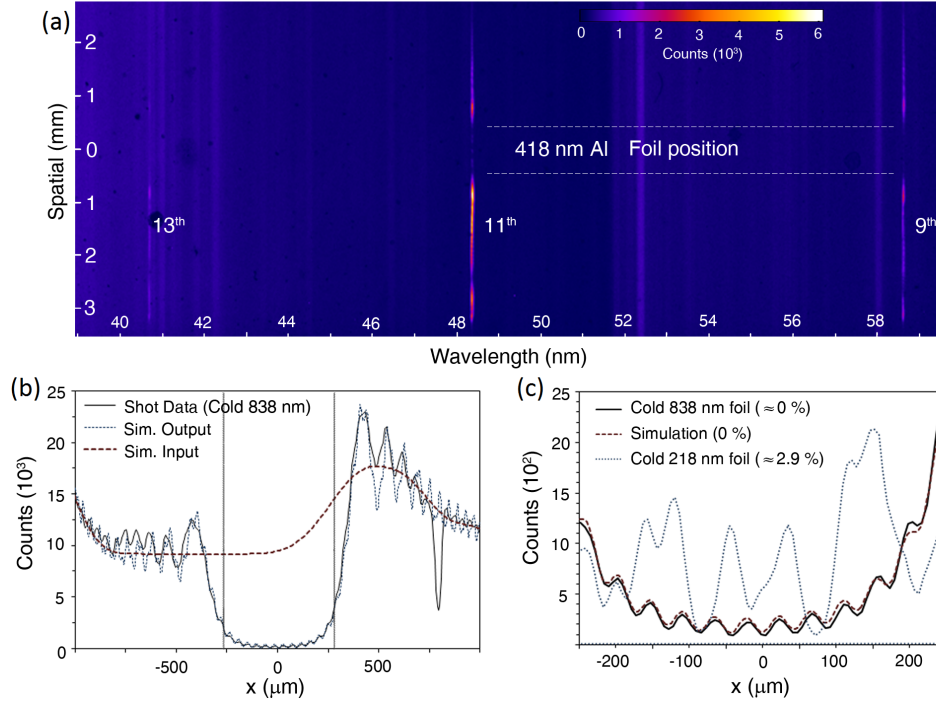 (a)
0 1 2 3 4 5 6
Counts (10³)
2
1
0
1
2
3
Spatial (mm)
418 nm Al Foil position
13th
11th
9th
40 42 44 46 48 50 52 54 56 58
Wavelength (nm)
(b)
25
20
15
10
5
0
Counts (10³)
Shot Data (Cold 838 nm)
Sim. Output
Sim. Input
-500 0 500
x (μm)
(c)
25
20
15
10
5
0
Counts (10²)
Cold 838 nm foil (≈0 %)
Simulation (0 %)
Cold 218 nm foil (≈2.9 %)
-200 -100 0 100 200
x (μm)